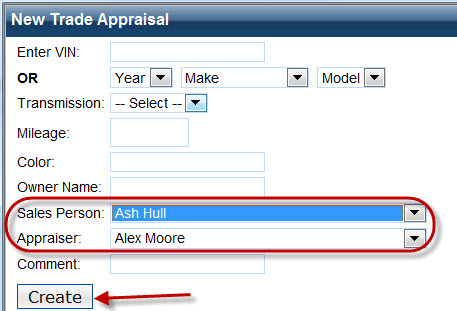 New Trade Appraisal
Enter VIN:
OR Year Make Model
Transmission: -- Select --
Mileage:
Color:
Owner Name:
Sales Person: Ash Hull
Appraiser: Alex Moore
Comment:
Create